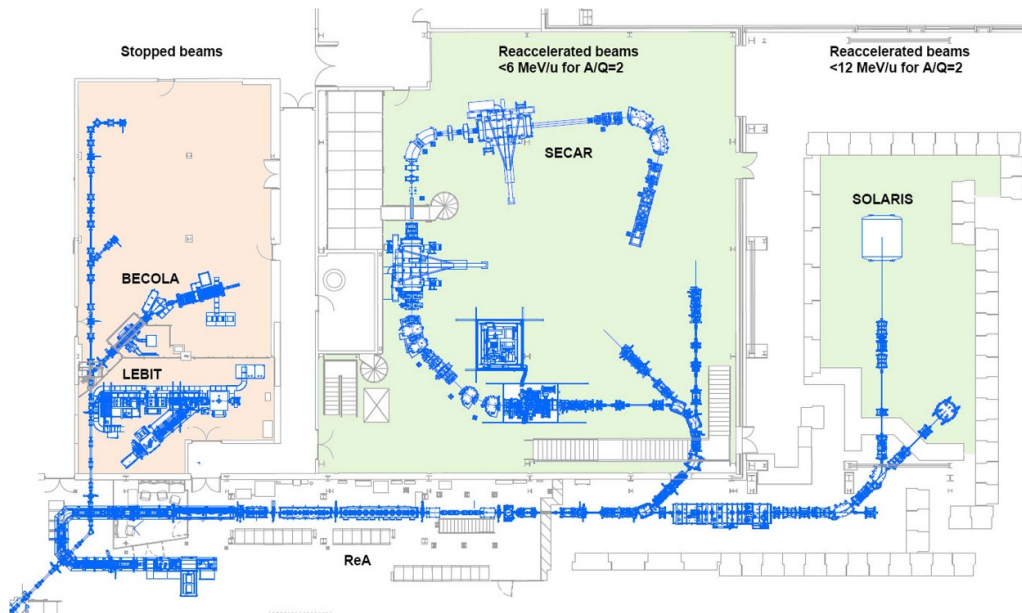 Stopped beams
Reaccelerated beams
<6 MeV/u for A/Q=2
Reaccelerated beams
<12 MeV/u for A/Q=2
SECAR
SOLARIS
BECOLA
LEBIT
ReA